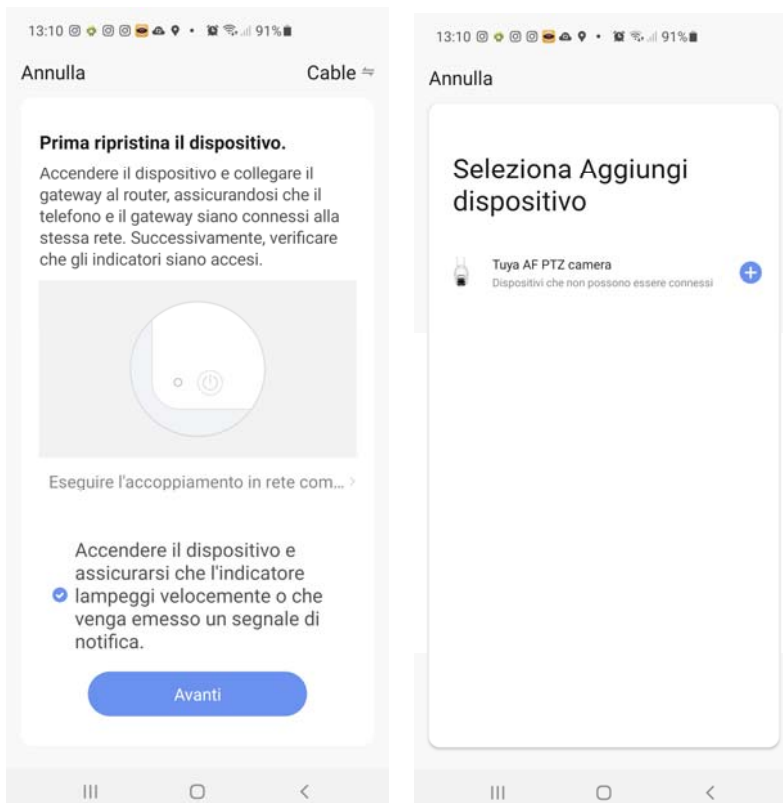 13:10 91%
Annulla Cable
Prima ripristina il dispositivo.
Accendere il dispositivo e collegare il
gateway al router, assicurandosi che il
telefono e il gateway siano connessi alla
stessa rete. Successivamente, verificare
che gli indicatori siano accesi.
Eseguire l'accoppiamento in rete com...
Accendere il dispositivo e
assicurarsi che l'indicatore
lampeggi velocemente o che
venga emesso un segnale di
notifica.
Avanti
13:10 91%
Annulla
Seleziona Aggiungi
dispositivo
Tuya AF PTZ camera
Dispositivi che non possono essere connessi